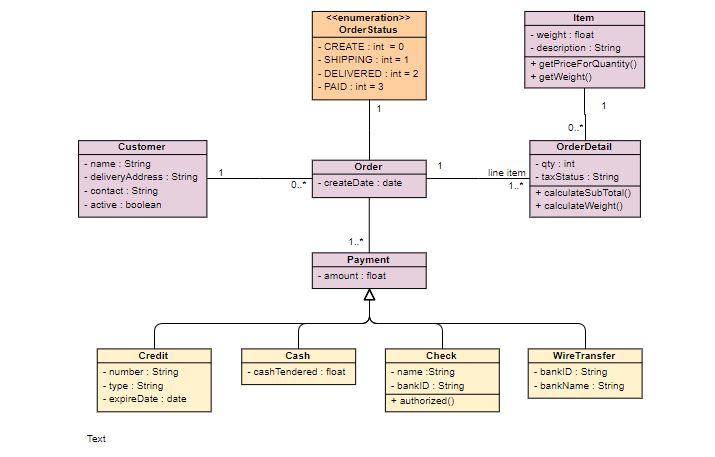 <<enumeration>>
OrderStatus
- CREATE : int  = 0
- SHIPPING : int = 1
- DELIVERED : int = 2
- PAID : int = 3
Item
- weight : float
- description : String
+ getPriceForQuantity()
+ getWeight()
1
1
0..*
Customer
- name : String
- deliveryAddress : String
- contact : String
- active : boolean
1
0..*
Order
- createDate : date
1
line item
1..*
OrderDetail
- qty : int
- taxStatus : String
+ calculateSubTotal()
+ calculateWeight()
1..*
Payment
- amount : float
Credit
- number : String
- type : String
- expireDate : date
Cash
- cashTendered : float
Check
- name :String
- bankID : String
+ authorized()
WireTransfer
- bankID : String
- bankName : String
Text